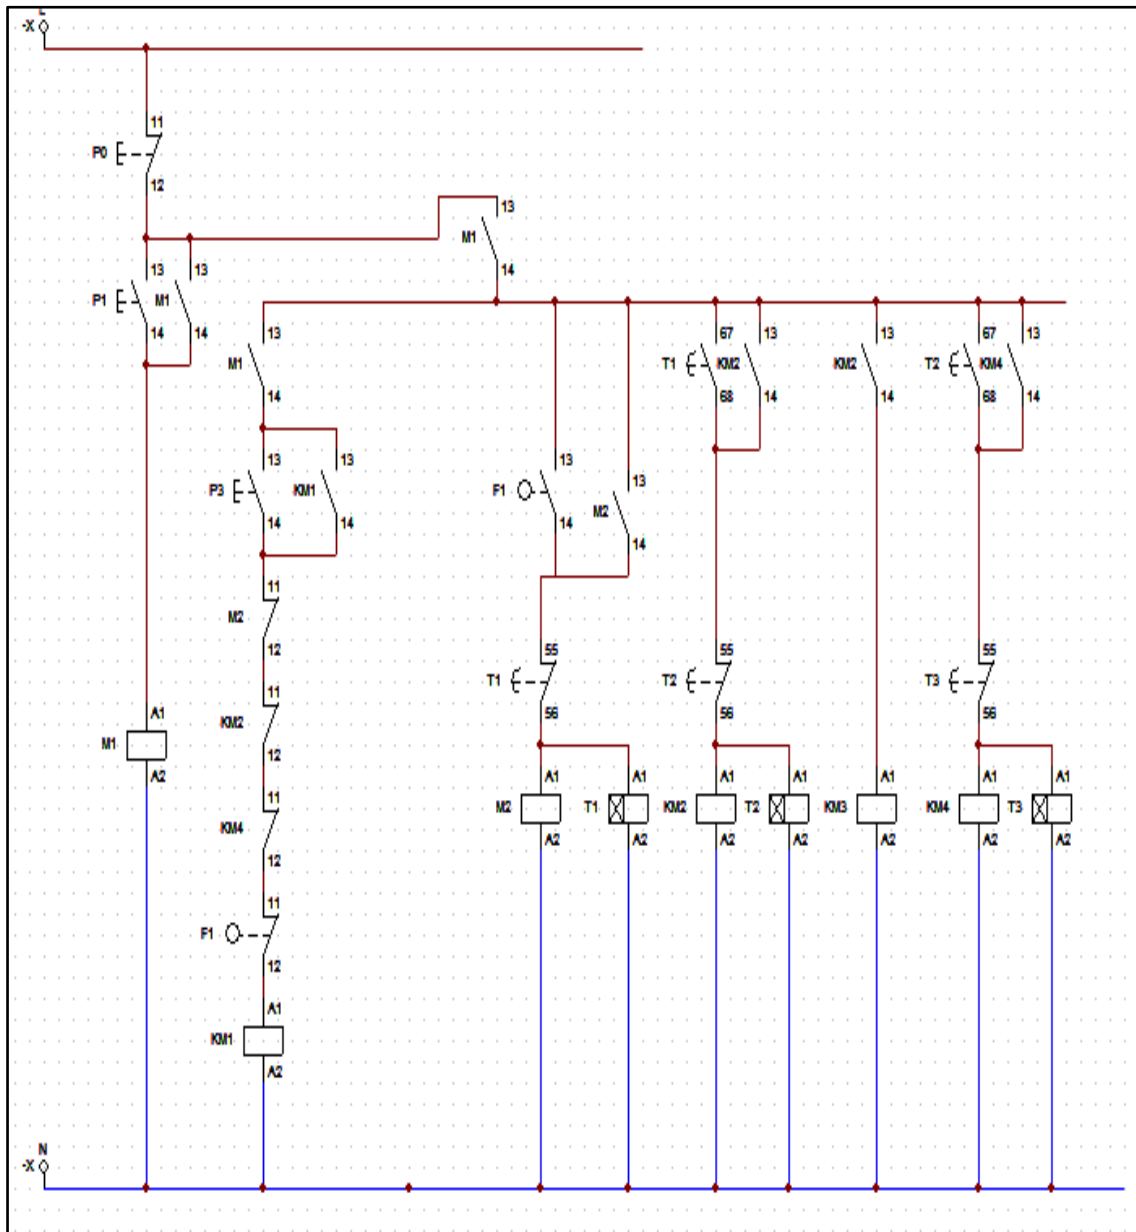 L
-X
11
P0
12
13
M1
14
13 13
P1 M1
14 14
13 67 13 13 67 13
M1 T1 KM2 KM2 T2 KM4
14 68 14 14 68 14
13 13 13
P3 KM1 F1 13
14 14 14 M2
14
11
M2
12
55 55 55
T1 T2 T3
56 56 56
11
KM2
12
A1
M1
A2
A1 A1 A1 A1 A1 A1 A1
M2 T1 KM2 T2 KM3 KM4 T3
A2 A2 A2 A2 A2 A2 A2
11
KM4
12
11
F1
12
A1
KM1
A2
N
-X